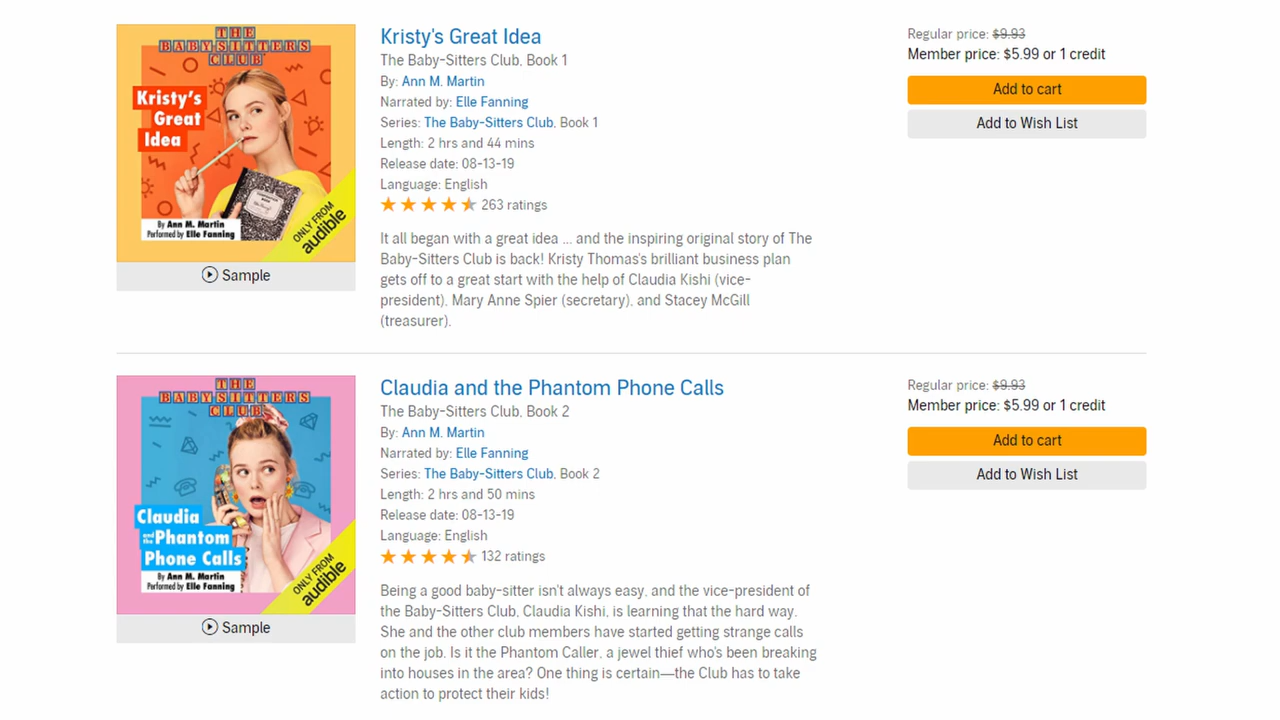 THE
BABY-SITTERS
CLUB
Kristy's
Great
Idea
By Ann M. Martin
Performed by Elle Fanning
ONLY FROM
audible
Sample
Kristy's Great Idea
The Baby-Sitters Club, Book 1
By: Ann M. Martin
Narrated by: Elle Fanning
Series: The Baby-Sitters Club, Book 1
Length: 2 hrs and 44 mins
Release date: 08-13-19
Language: English
263 ratings
It all began with a great idea ... and the inspiring original story of The
Baby-Sitters Club is back! Kristy Thomas's brilliant business plan
gets off to a great start with the help of Claudia Kishi (vice-
president), Mary Anne Spier (secretary), and Stacey McGill
(treasurer).
Regular price: $9.93
Member price: $5.99 or 1 credit
Add to cart
Add to Wish List
THE
BABY-SITTERS
CLUB
Claudia
and the Phantom
Phone Calls
By Ann M. Martin
Performed by Elle Fanning
ONLY FROM
audible
Sample
Claudia and the Phantom Phone Calls
The Baby-Sitters Club, Book 2
By: Ann M. Martin
Narrated by: Elle Fanning
Series: The Baby-Sitters Club, Book 2
Length: 2 hrs and 50 mins
Release date: 08-13-19
Language: English
132 ratings
Being a good baby-sitter isn't always easy, and the vice-president of
the Baby-Sitters Club, Claudia Kishi, is learning that the hard way.
She and the other club members have started getting strange calls
on the job. Is it the Phantom Caller, a jewel thief who's been breaking
into houses in the area? One thing is certain—the Club has to take
action to protect their kids!
Regular price: $9.93
Member price: $5.99 or 1 credit
Add to cart
Add to Wish List